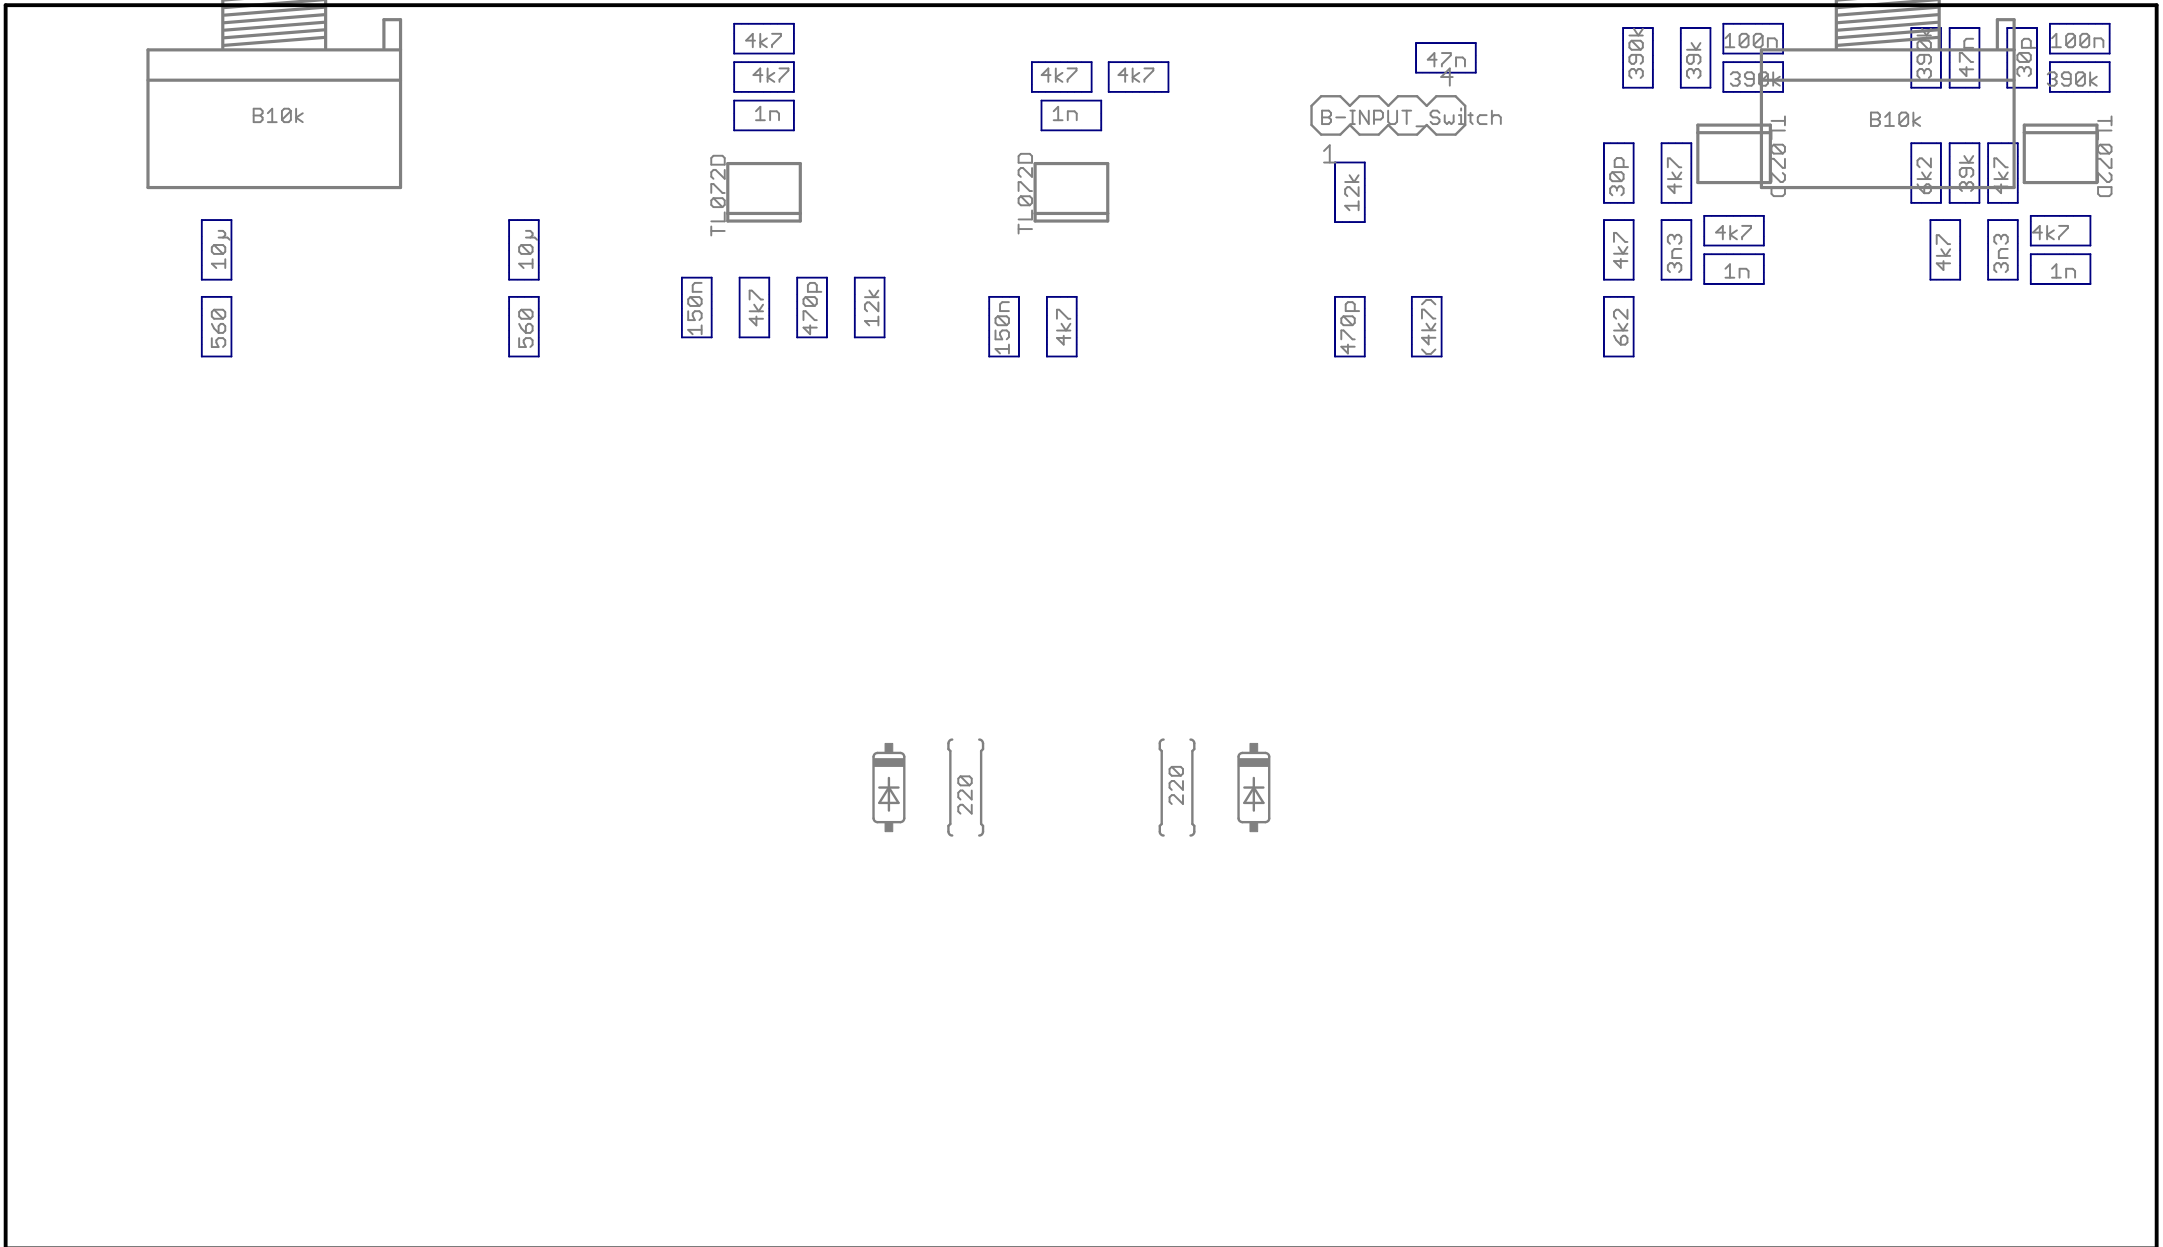 4k7
4k7
1n
4k7
4k7
1n
47n
4
B-INPUT_Switch
1
390k
39k
100n
390k
390k
47n
30p
100n
390k
B10k
B10k
TL072D
TL072D
TL072D
TL072D
12k
30p
4k7
6k2
39k
4k7
10µ
10µ
4k7
3n3
4k7
1n
4k7
3n3
4k7
1n
560
560
150n
4k7
470p
12k
150n
4k7
470p
(4k7)
6k2
220
220